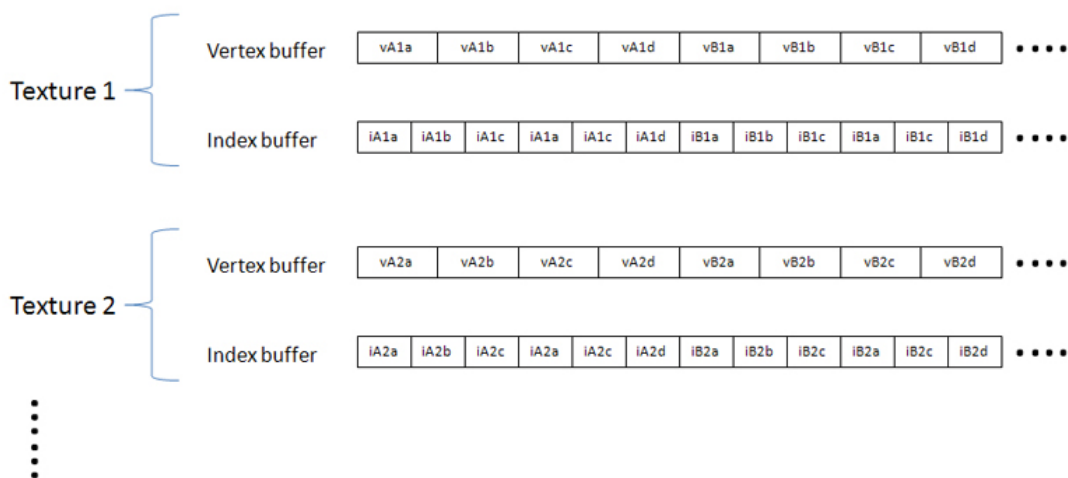 Texture 1
Vertex buffer vA1a vA1b vA1c vA1d vB1a vB1b vB1c vB1d
Index buffer iA1a iA1b iA1c iA1a iA1c iA1d iB1a iB1b iB1c iB1a iB1c iB1d
Texture 2
Vertex buffer vA2a vA2b vA2c vA2d vB2a vB2b vB2c vB2d
Index buffer iA2a iA2b iA2c iA2a iA2c iA2d iB2a iB2b iB2c iB2a iB2c iB2d